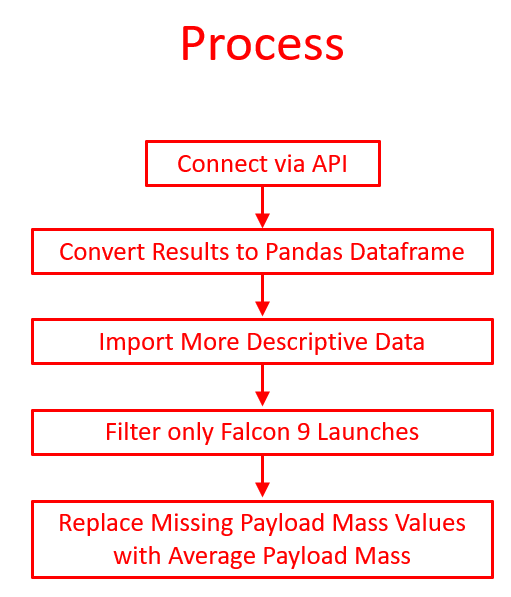 Process
Connect via API
Convert Results to Pandas Dataframe
Import More Descriptive Data
Filter only Falcon 9 Launches
Replace Missing Payload Mass Values
with Average Payload Mass